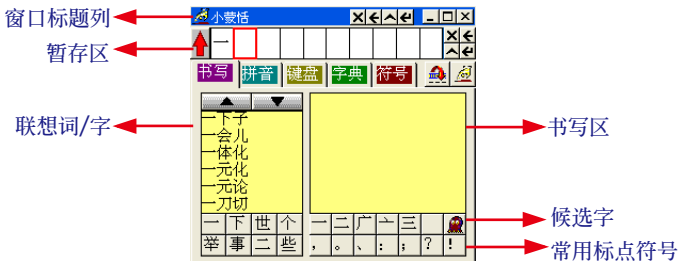 窗口标题列
小蒙恬
暂存区
一
书写 拼音 键盘 字典 符号
联想词/字
一下子
一会儿
一体化
一元化
一元论
一刀切
书写区
一 下 世 个
举 事 二 些
一 二 广 亠 三
， 。 、 ： ； ？ ！
候选字
常用标点符号